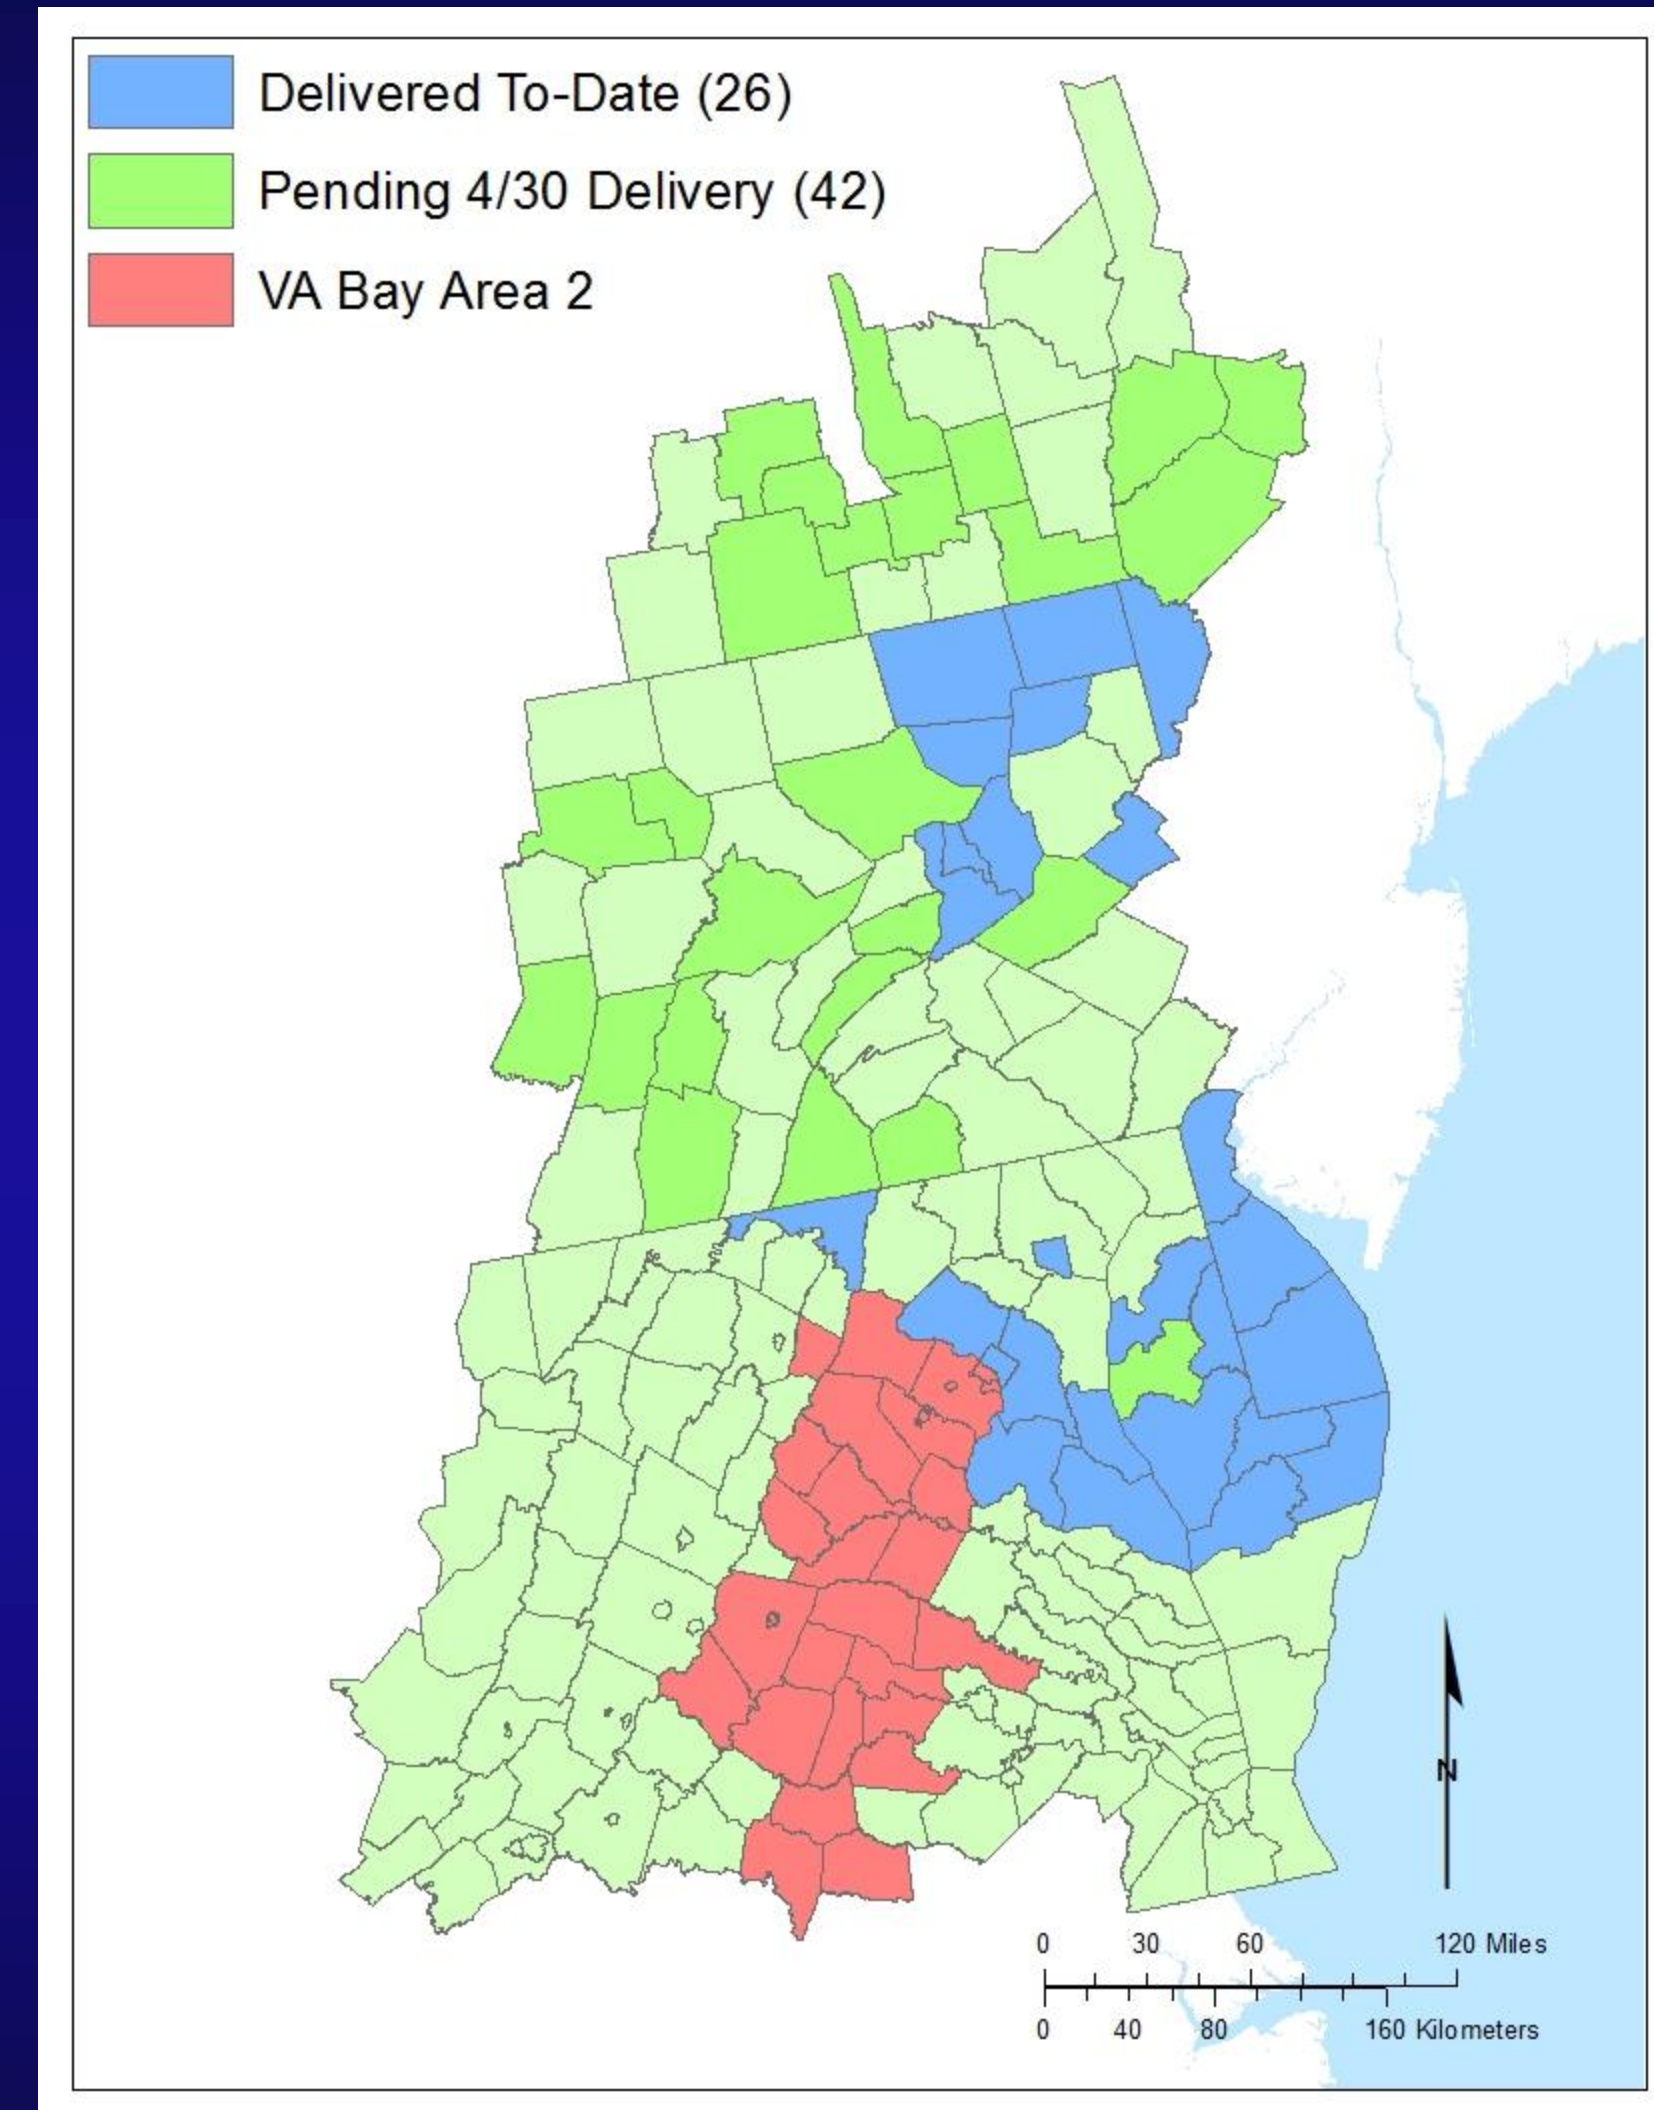 Delivered To-Date (26)
Pending 4/30 Delivery (42)
VA Bay Area 2
N
0 30 60 120 Miles
0 40 80 160 Kilometers